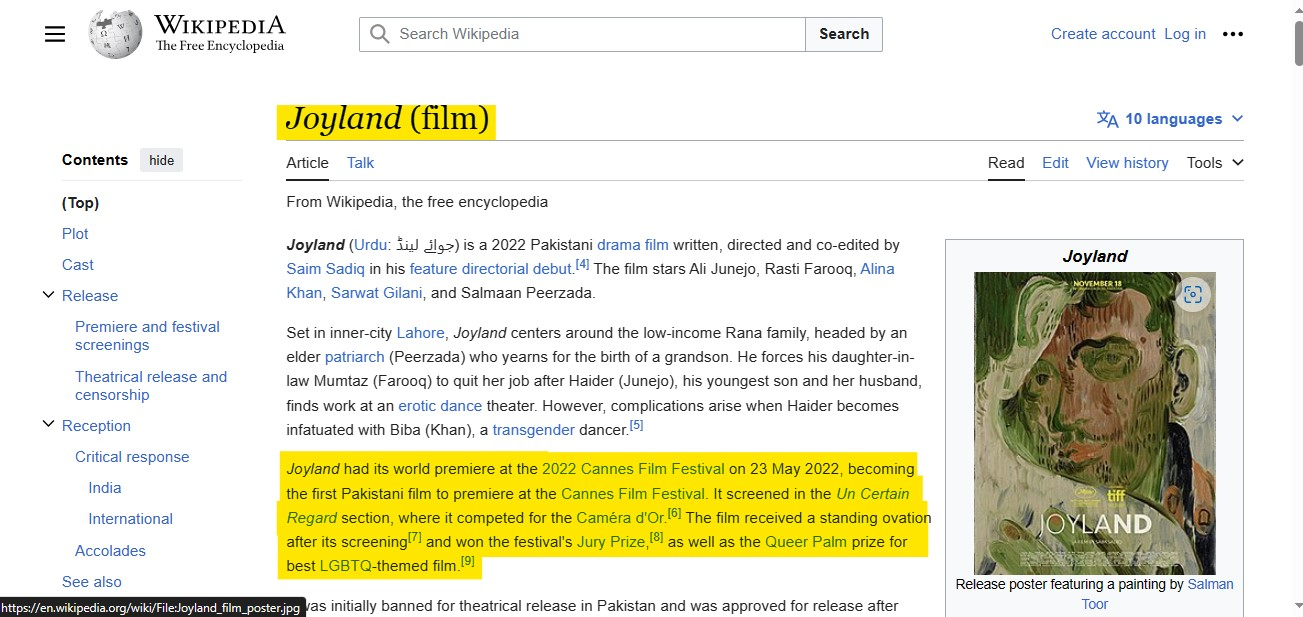 WIKIPEDIA
The Free Encyclopedia
Search Wikipedia
Search
Create account Log in •••
Joyland (film)
10 languages
Contents hide
(Top)
Plot
Cast
Release
Premiere and festival
screenings
Theatrical release and
censorship
Reception
Critical response
India
International
Accolades
See also
Article Talk
Read Edit View history Tools
From Wikipedia, the free encyclopedia
Joyland (Urdu: جوائے لینڈ) is a 2022 Pakistani drama film written, directed and co-edited by
Saim Sadiq in his feature directorial debut.[4] The film stars Ali Junejo, Rasti Farooq, Alina
Khan, Sarwat Gilani, and Salmaan Peerzada.
Set in inner-city Lahore, Joyland centers around the low-income Rana family, headed by an
elder patriarch (Peerzada) who yearns for the birth of a grandson. He forces his daughter-in-
law Mumtaz (Farooq) to quit her job after Haider (Junejo), his youngest son and her husband,
finds work at an erotic dance theater. However, complications arise when Haider becomes
infatuated with Biba (Khan), a transgender dancer.[5]
Joyland had its world premiere at the 2022 Cannes Film Festival on 23 May 2022, becoming
the first Pakistani film to premiere at the Cannes Film Festival. It screened in the Un Certain
Regard section, where it competed for the Caméra d'Or.[6] The film received a standing ovation
after its screening[7] and won the festival's Jury Prize,[8] as well as the Queer Palm prize for
best LGBTQ-themed film.[9]
was initially banned for theatrical release in Pakistan and was approved for release after
Joyland
NOVEMBER 18
tiff
JOYLAND
A FILM BY SAIM SADIQ
Release poster featuring a painting by Salman
Toor
https://en.wikipedia.org/wiki/File:Joyland_film_poster.jpg